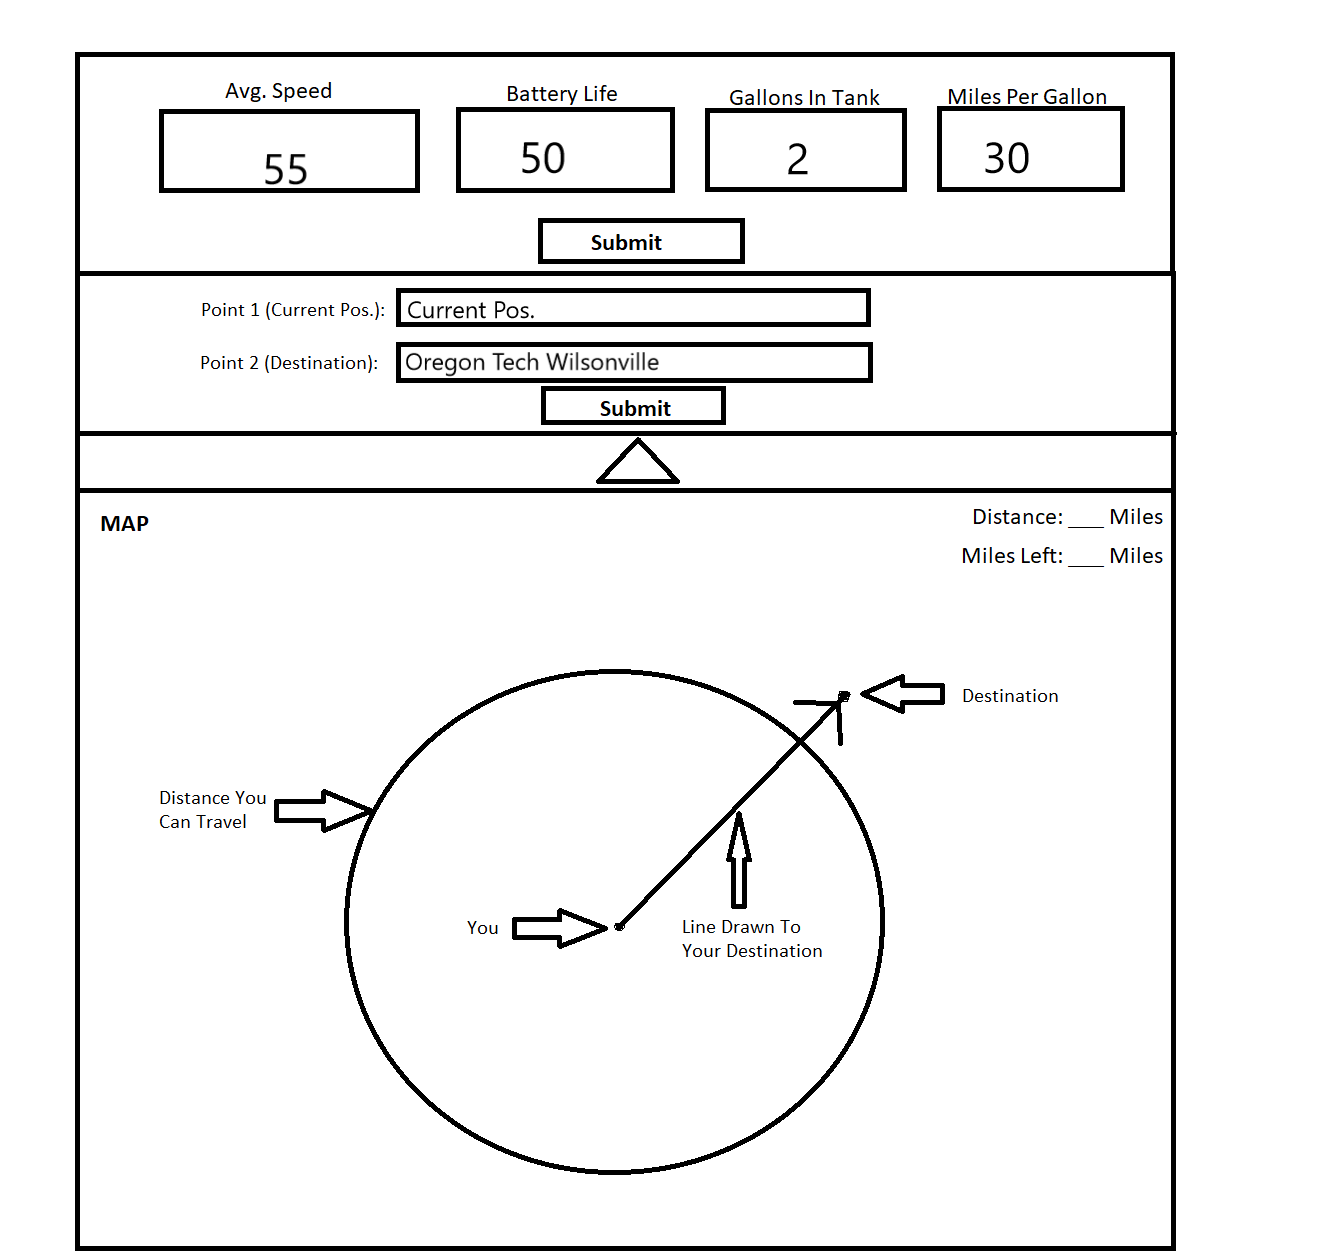 Avg. Speed
Battery Life
Gallons In Tank
Miles Per Gallon
55
50
2
30
Submit
Point 1 (Current Pos.):
Current Pos.
Point 2 (Destination):
Oregon Tech Wilsonville
Submit
MAP
Distance: ___ Miles
Miles Left: ___ Miles
Destination
Distance You
Can Travel
You
Line Drawn To
Your Destination